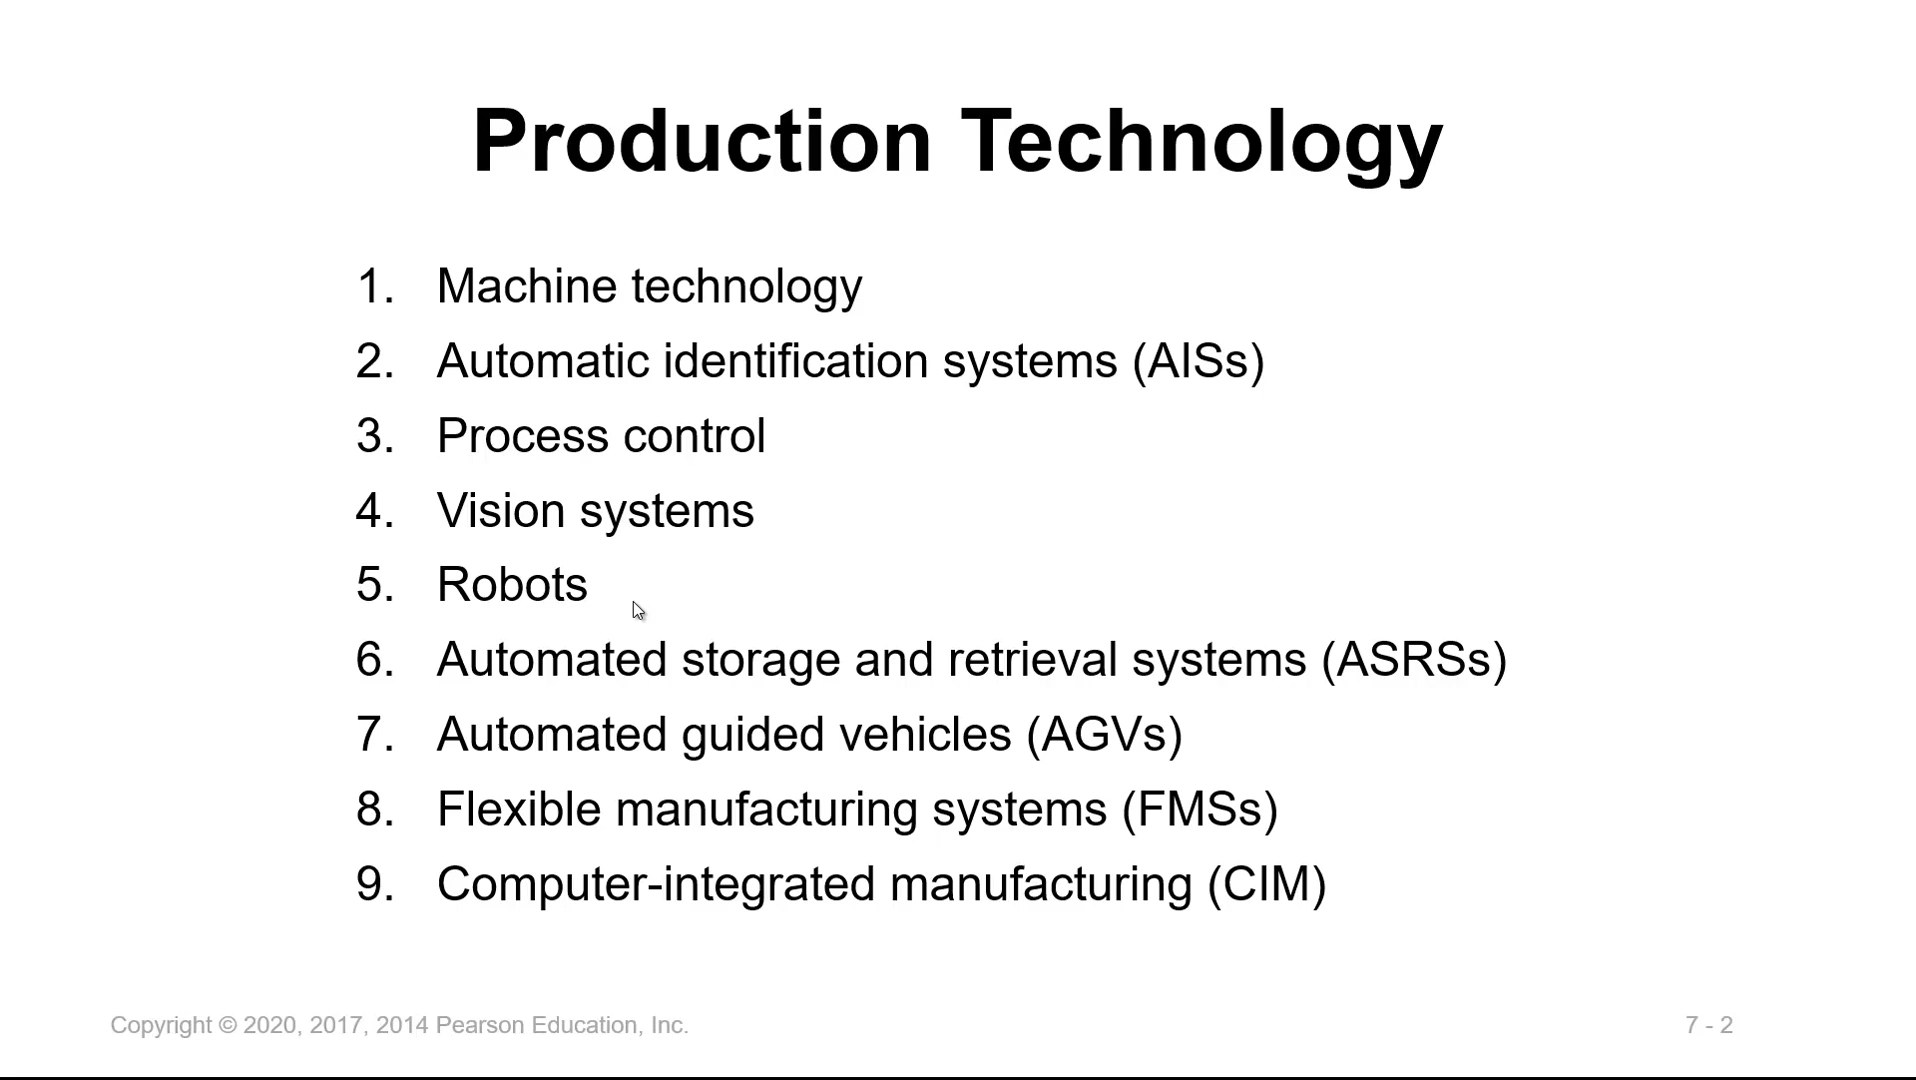 Production Technology
1. Machine technology
2. Automatic identification systems (AISs)
3. Process control
4. Vision systems
5. Robots
6. Automated storage and retrieval systems (ASRSs)
7. Automated guided vehicles (AGVs)
8. Flexible manufacturing systems (FMSs)
9. Computer-integrated manufacturing (CIM)
Copyright © 2020, 2017, 2014 Pearson Education, Inc.
7 - 2